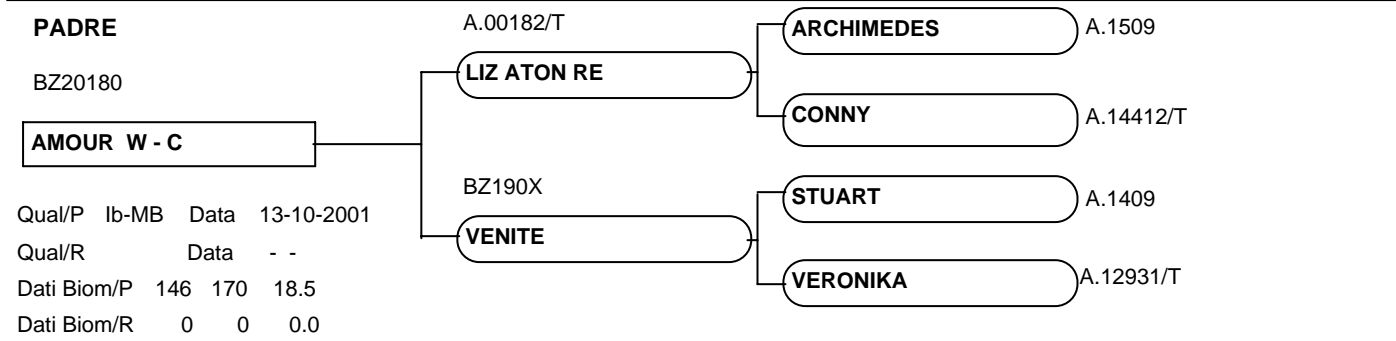 PADRE
BZ20180
AMOUR W - C
Qual/P Ib-MB Data 13-10-2001
Qual/R Data - -
Dati Biom/P 146 170 18.5
Dati Biom/R 0 0 0.0
A.00182/T
LIZ ATON RE
BZ190X
VENITE
ARCHIMEDES A.1509
CONNY A.14412/T
STUART A.1409
VERONIKA A.12931/T